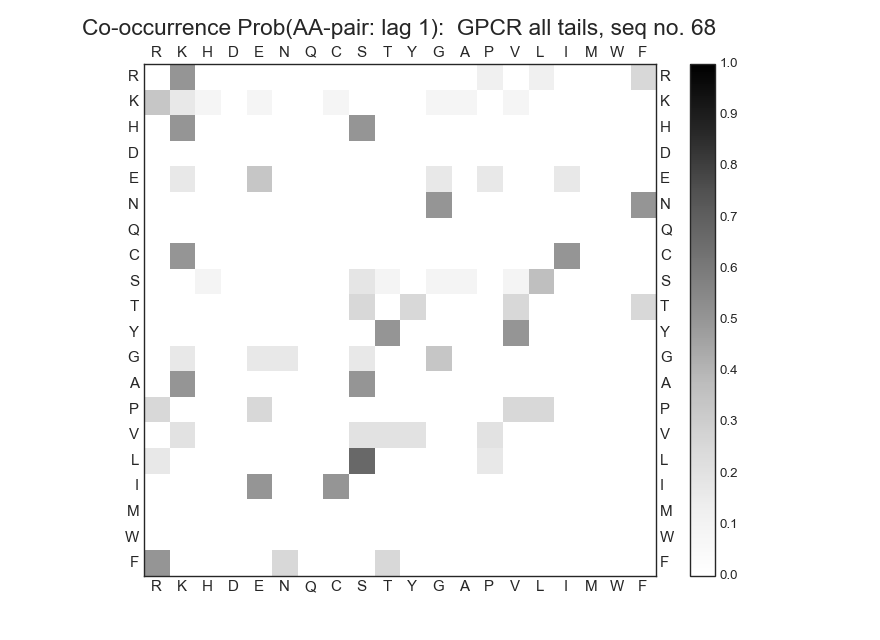 Co-occurrence Prob(AA-pair: lag 1):  GPCR all tails, seq no. 68
R K H D E N Q C S T Y G A P V L I M W F
1.0
R R
0.9
K K
H H
0.8
D D
E E
0.7
N N
0.6
Q Q
C C
0.5
S S
T T
Y Y
0.4
G G
A A
0.3
P P
V V
0.2
L L
0.1
I I
M M
W W
F F
0.0
R K H D E N Q C S T Y G A P V L I M W F